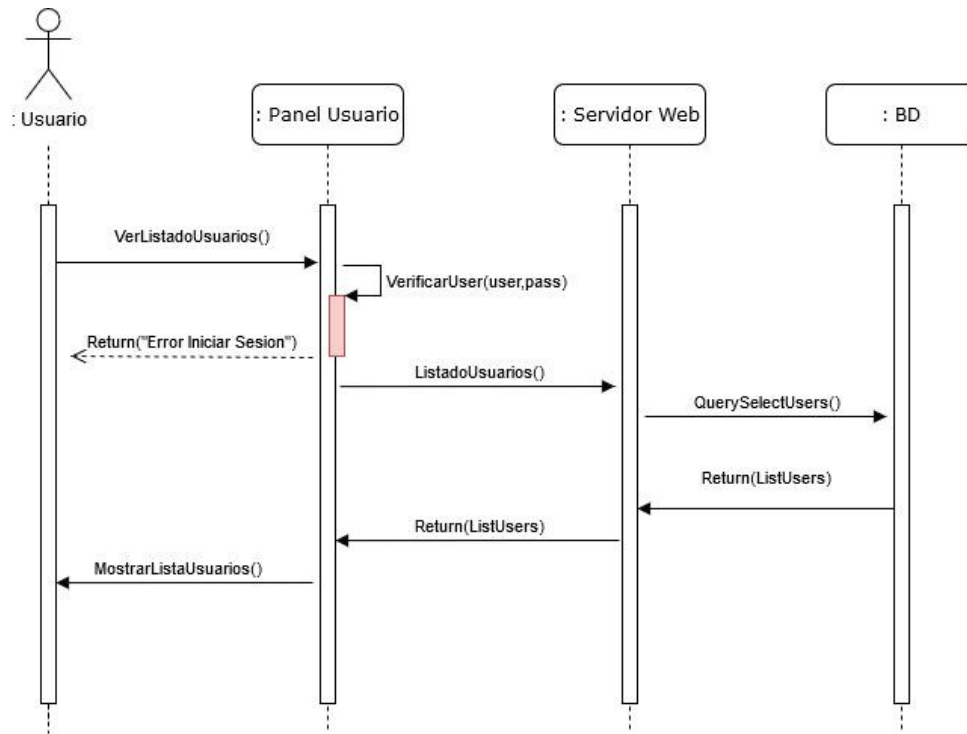 : Usuario
: Panel Usuario
: Servidor Web
: BD
VerListadoUsuarios()
VerificarUser(user,pass)
Return("Error Iniciar Sesion")
ListadoUsuarios()
QuerySelectUsers()
Return(ListUsers)
Return(ListUsers)
MostrarListaUsuarios()